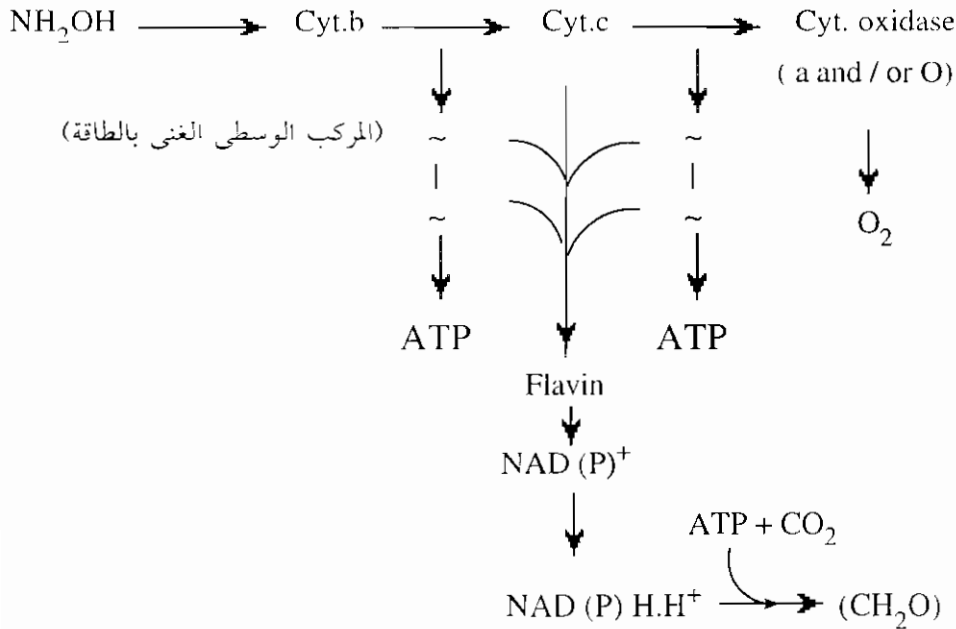 NH₂OH Cyt.b Cyt.c Cyt. oxidase
( a and / or O)
(المركب الوسطى الغنى بالطاقة) ~ ~
~ ~
O₂
ATP ATP
Flavin
NAD (P)⁺
ATP + CO₂
NAD (P) H.H⁺ (CH₂O)